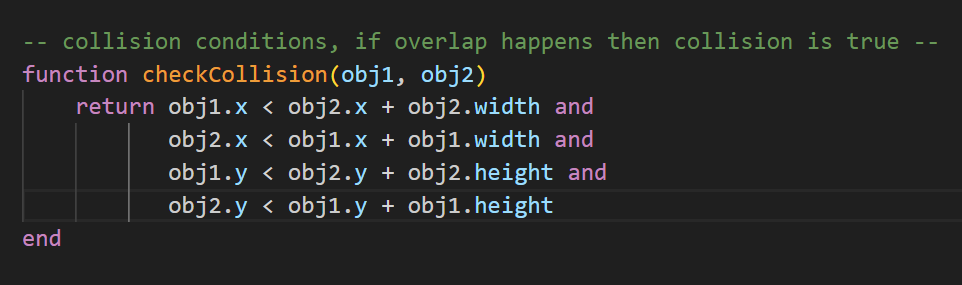 -- collision conditions, if overlap happens then collision is true --
function checkCollision(obj1, obj2)
    return obj1.x < obj2.x + obj2.width and
           obj2.x < obj1.x + obj1.width and
           obj1.y < obj2.y + obj2.height and
           obj2.y < obj1.y + obj1.height
end